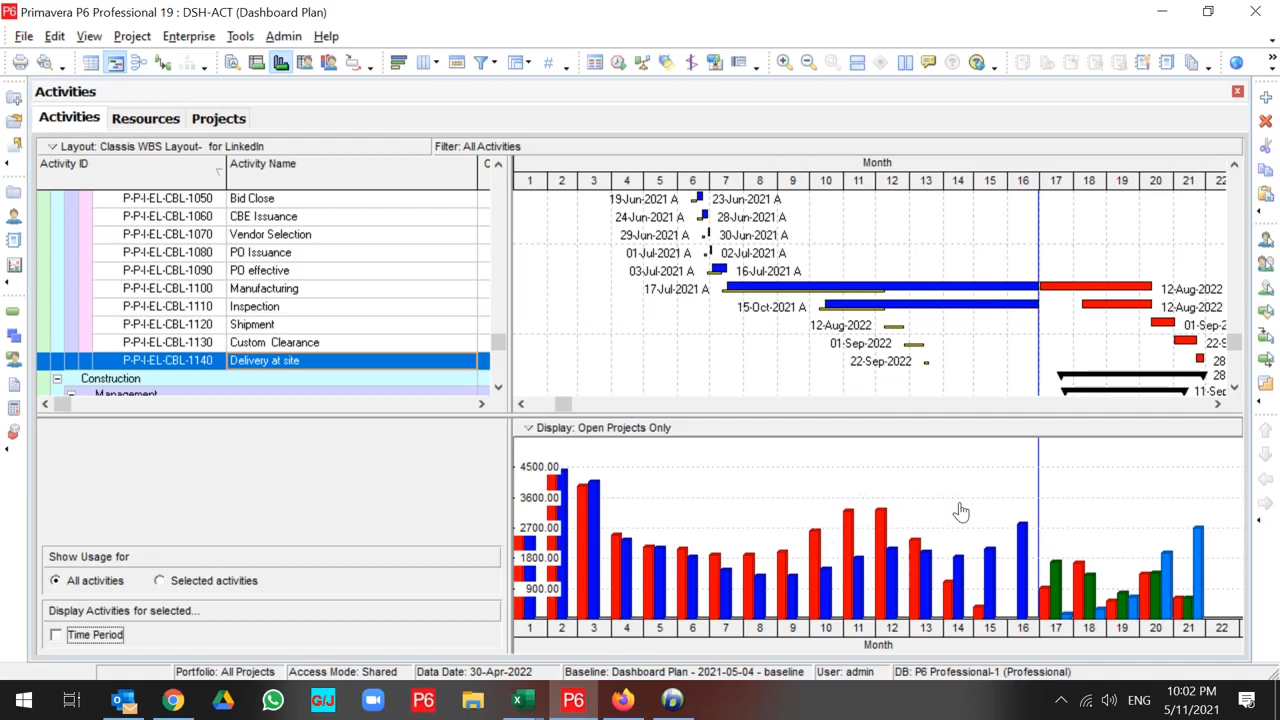 Primavera P6 Professional 19 : DSH-ACT (Dashboard Plan)
File Edit View Project Enterprise Tools Admin Help
Activities
Activities Resources Projects
Layout: Classis WBS Layout- for LinkedIn Filter: All Activities
Activity ID Activity Name C Month
1 2 3 4 5 6 7 8 9 10 11 12 13 14 15 16 17 18 19 20 21 22
P-P-I-EL-CBL-1050 Bid Close 19-Jun-2021 A 23-Jun-2021 A
P-P-I-EL-CBL-1060 CBE Issuance 24-Jun-2021 A 28-Jun-2021 A
P-P-I-EL-CBL-1070 Vendor Selection 29-Jun-2021 A 30-Jun-2021 A
P-P-I-EL-CBL-1080 PO Issuance 01-Jul-2021 A 02-Jul-2021 A
P-P-I-EL-CBL-1090 PO effective 03-Jul-2021 A 16-Jul-2021 A
P-P-I-EL-CBL-1100 Manufacturing 17-Jul-2021 A 12-Aug-2022
P-P-I-EL-CBL-1110 Inspection 15-Oct-2021 A 12-Aug-2022
P-P-I-EL-CBL-1120 Shipment 12-Aug-2022 01-Sep-2
P-P-I-EL-CBL-1130 Custom Clearance 01-Sep-2022 22-S
P-P-I-EL-CBL-1140 Delivery at site 22-Sep-2022 28
Construction 28
Management 11-Sep
Display: Open Projects Only
4500.00
3600.00
2700.00
1800.00
900.00
1 2 3 4 5 6 7 8 9 10 11 12 13 14 15 16 17 18 19 20 21 22
Month
Show Usage for
All activities Selected activities
Display Activities for selected...
Time Period
Portfolio: All Projects Access Mode: Shared Data Date: 30-Apr-2022 Baseline: Dashboard Plan - 2021-05-04 - baseline User: admin DB: P6 Professional-1 (Professional)
G/J P6 P6 ENG 10:02 PM
5/11/2021